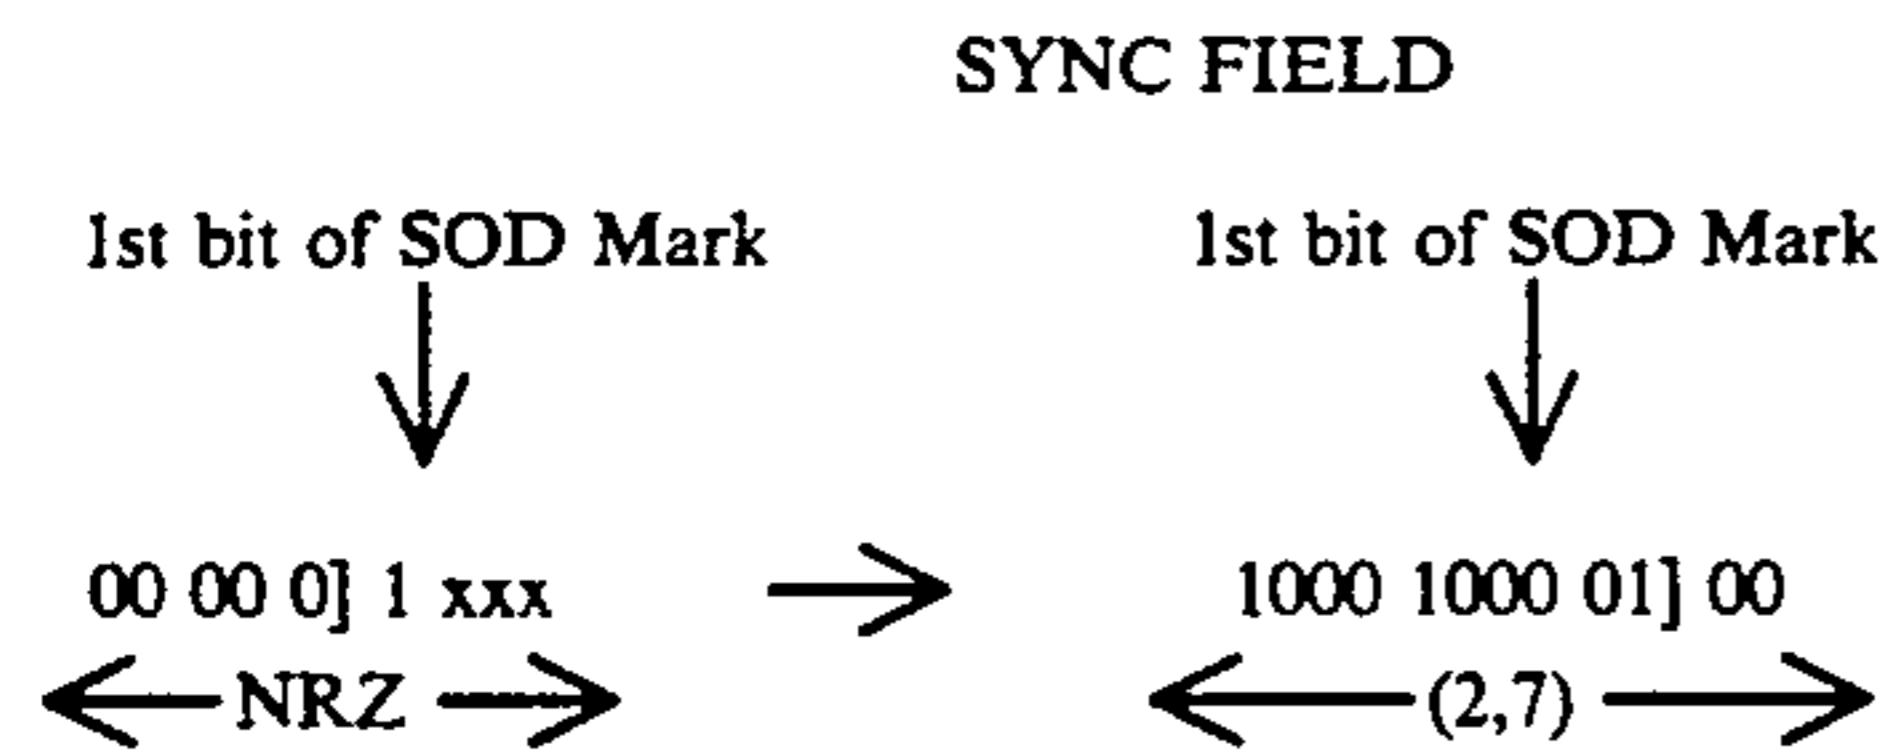 SYNC FIELD
1st bit of SOD Mark 1st bit of SOD Mark
00 00 0] 1 xxx 1000 1000 01] 00
NRZ (2,7)